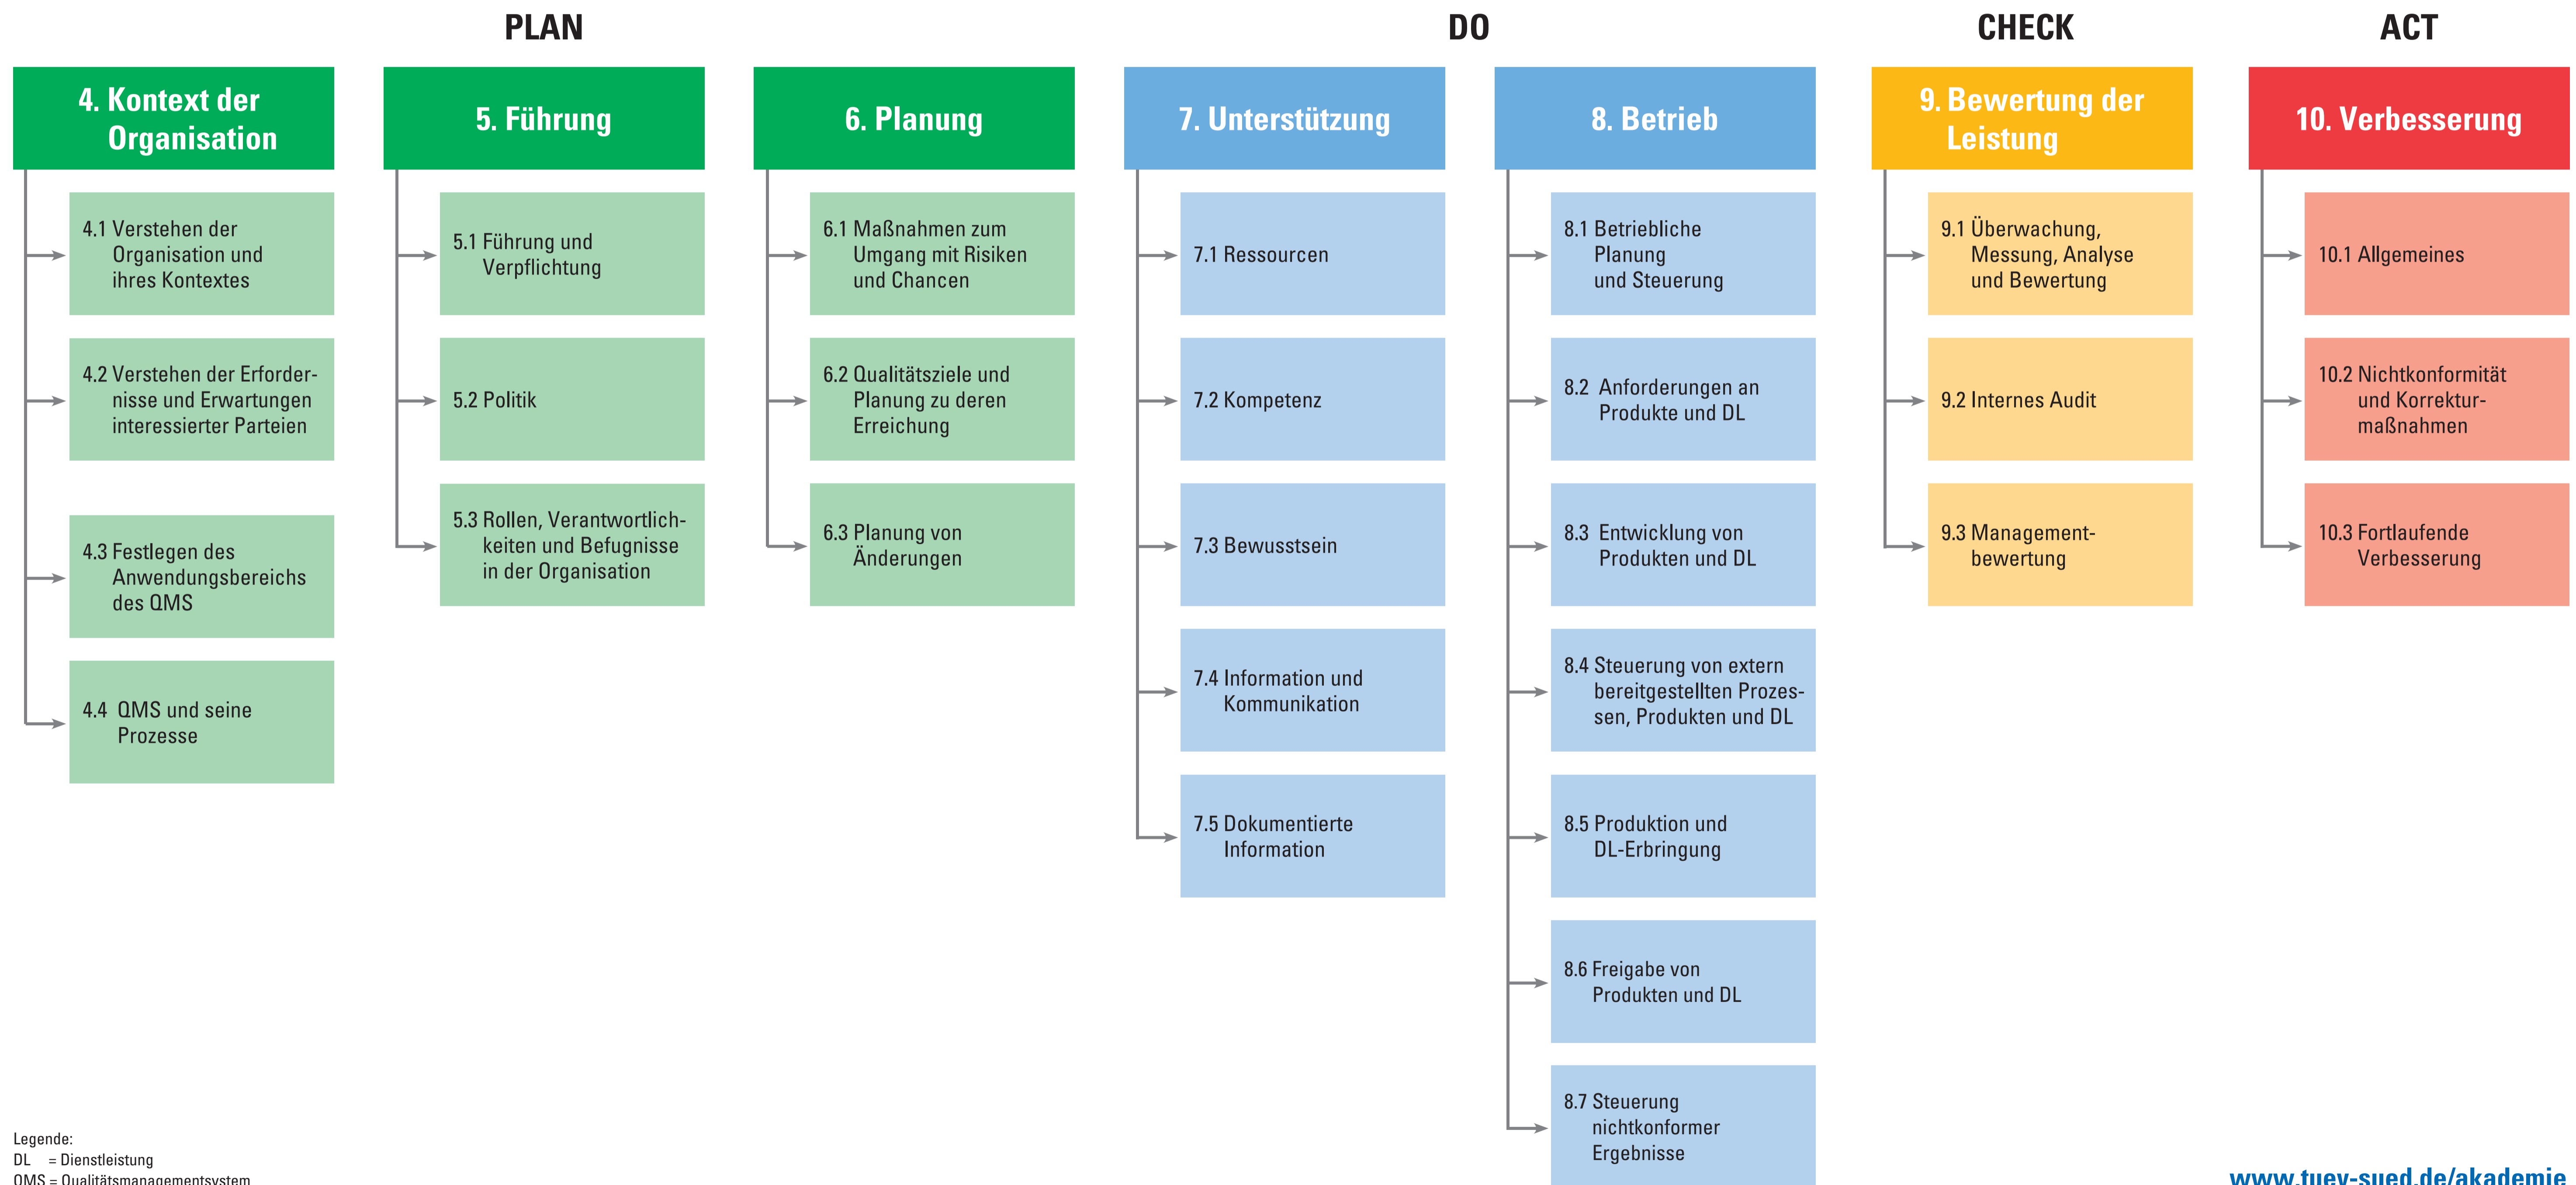 PLAN
DO
CHECK
ACT
4. Kontext der
Organisation
4.1 Verstehen der
Organisation und
ihres Kontextes
4.2 Verstehen der Erforder-
nisse und Erwartungen
interessierter Parteien
4.3 Festlegen des
Anwendungsbereichs
des QMS
4.4 QMS und seine
Prozesse
5. Führung
5.1 Führung und
Verpflichtung
5.2 Politik
5.3 Rollen, Verantwortlich-
keiten und Befugnisse
in der Organisation
6. Planung
6.1 Maßnahmen zum
Umgang mit Risiken
und Chancen
6.2 Qualitätsziele und
Planung zu deren
Erreichung
6.3 Planung von
Änderungen
7. Unterstützung
7.1 Ressourcen
7.2 Kompetenz
7.3 Bewusstsein
7.4 Information und
Kommunikation
7.5 Dokumentierte
Information
8. Betrieb
8.1 Betriebliche
Planung
und Steuerung
8.2 Anforderungen an
Produkte und DL
8.3 Entwicklung von
Produkten und DL
8.4 Steuerung von extern
bereitgestellten Prozes-
sen, Produkten und DL
8.5 Produktion und
DL-Erbringung
8.6 Freigabe von
Produkten und DL
8.7 Steuerung
nichtkonformer
Ergebnisse
9. Bewertung der
Leistung
9.1 Überwachung,
Messung, Analyse
und Bewertung
9.2 Internes Audit
9.3 Management-
bewertung
10. Verbesserung
10.1 Allgemeines
10.2 Nichtkonformität
und Korrektur-
maßnahmen
10.3 Fortlaufende
Verbesserung
Legende:
DL = Dienstleistung
QMS = Qualitätsmanagementsystem
www.tuev-sued.de/akademie